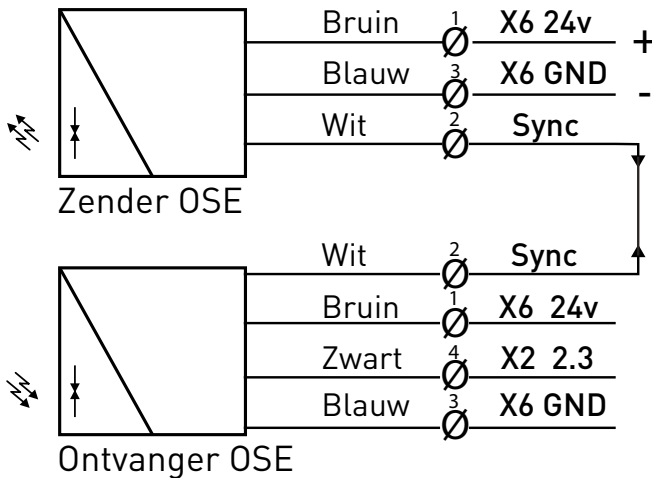 Bruin 1 X6 24v +
Blauw 3 X6 GND -
Wit 2 Sync
Zender OSE
Wit 2 Sync
Bruin 1 X6 24v
Zwart 4 X2 2.3
Blauw 3 X6 GND
Ontvanger OSE